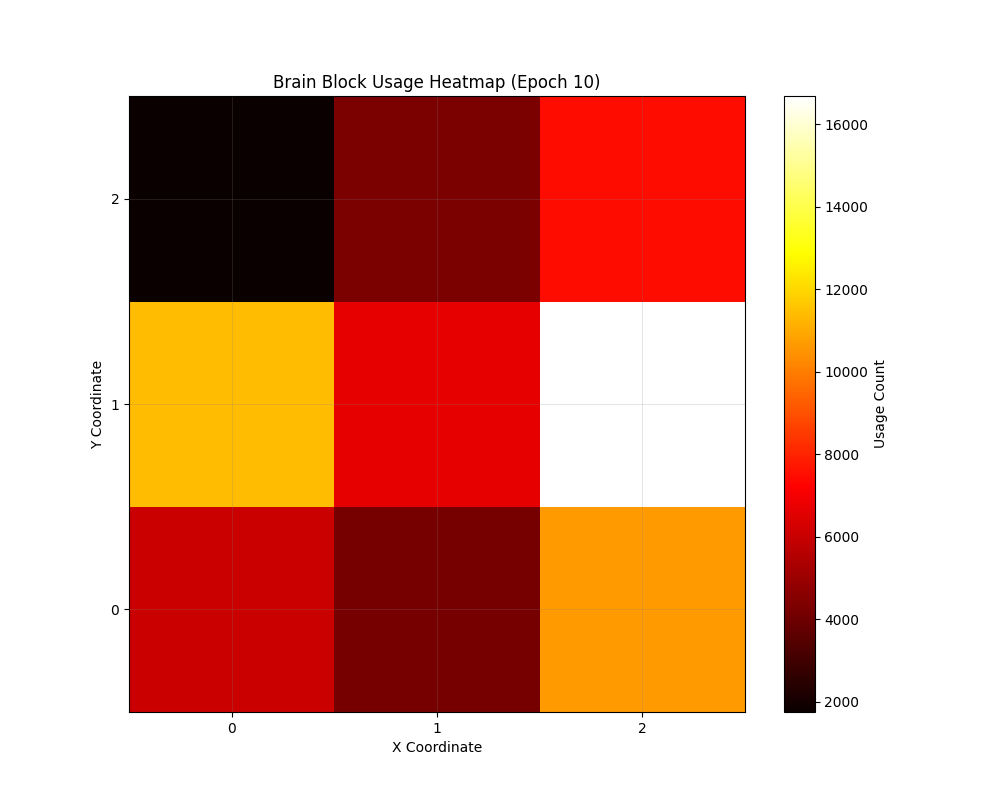 Brain Block Usage Heatmap (Epoch 10)
2
1
0
Y Coordinate
0 1 2
X Coordinate
16000
14000
12000
10000
8000
6000
4000
2000
Usage Count